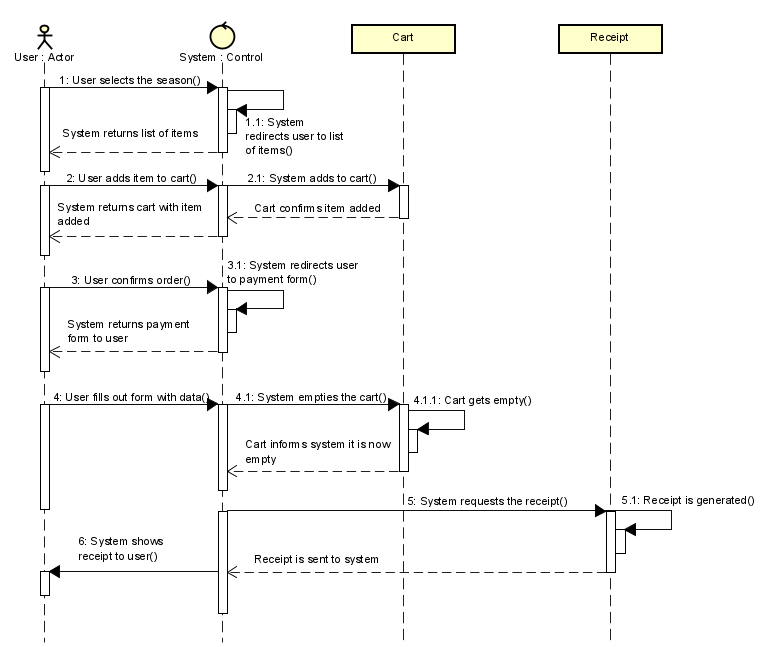 User : Actor
System : Control
Cart
Receipt
1: User selects the season()
1.1: System
redirects user to list
of items()
System returns list of items
2: User adds item to cart()
2.1: System adds to cart()
System returns cart with item
added
Cart confirms item added
3.1: System redirects user
to payment form()
3: User confirms order()
System returns payment
form to user
4: User fills out form with data()
4.1: System empties the cart()
4.1.1: Cart gets empty()
Cart informs system it is now
empty
5: System requests the receipt()
5.1: Receipt is generated()
6: System shows
receipt to user()
Receipt is sent to system